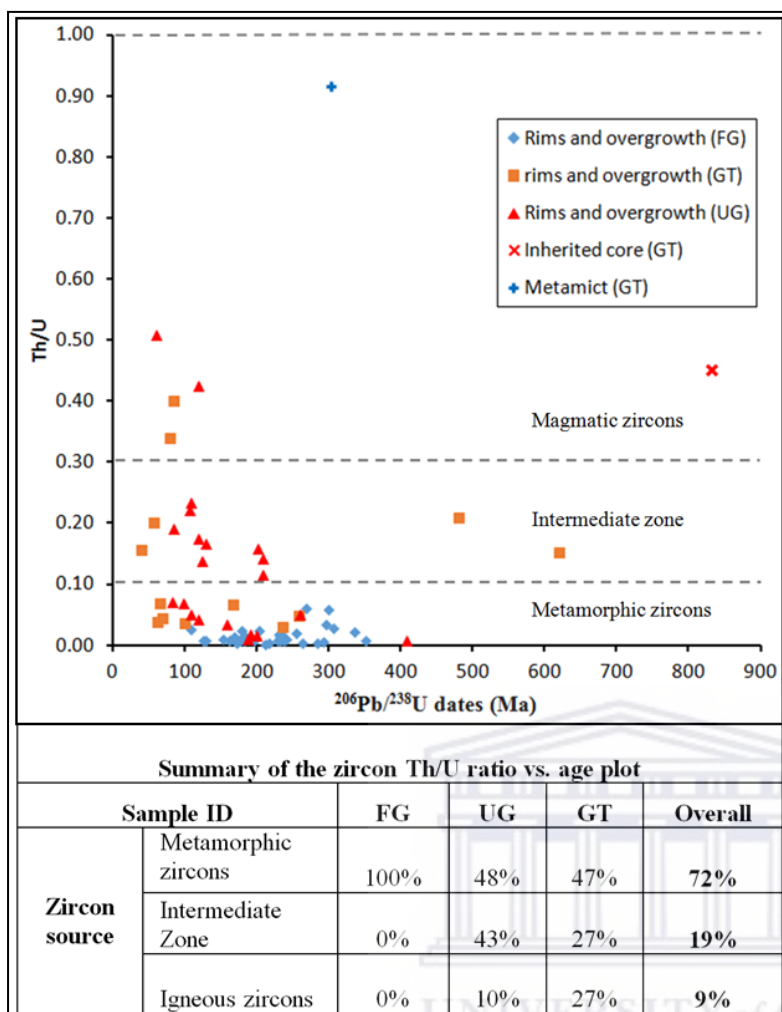 1.00
0.90
0.80
0.70
0.60
0.50
0.40
0.30
0.20
0.10
0.00
Th/U
Rims and overgrowth (FG)
rims and overgrowth (GT)
Rims and overgrowth (UG)
Inherited core (GT)
Metamict (GT)
Magmatic zircons
Intermediate zone
Metamorphic zircons
0 100 200 300 400 500 600 700 800 900
²⁰⁶Pb/²³⁸U dates (Ma)
Summary of the zircon Th/U ratio vs. age plot
Sample ID FG UG GT Overall
Zircon source
Metamorphic
zircons 100% 48% 47% 72%
Intermediate
Zone 0% 43% 27% 19%
Igneous zircons 0% 10% 27% 9%